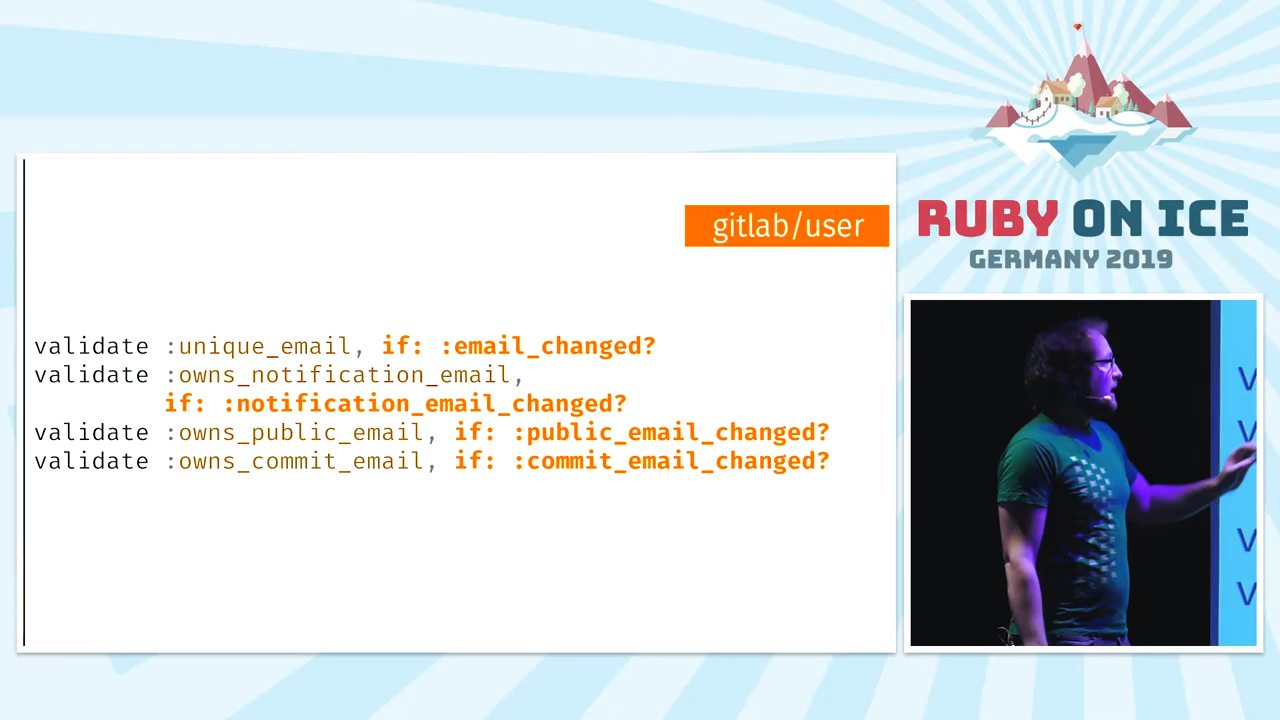 RUBY ON ICE
GERMANY 2019
gitlab/user
validate :unique_email, if: :email_changed?
validate :owns_notification_email,
if: :notification_email_changed?
validate :owns_public_email, if: :public_email_changed?
validate :owns_commit_email, if: :commit_email_changed?
V
V
V
V